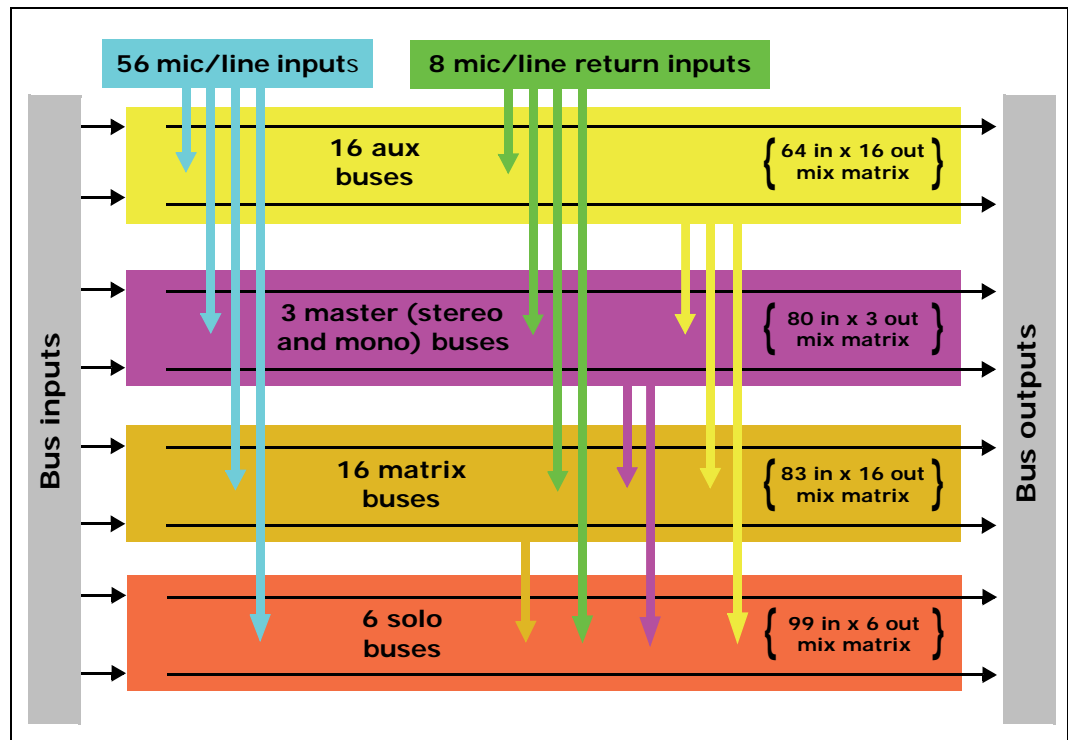 56 mic/line inputs
8 mic/line return inputs
Bus inputs
16 aux
buses
64 in x 16 out
mix matrix
3 master (stereo
and mono) buses
80 in x 3 out
mix matrix
16 matrix
buses
83 in x 16 out
mix matrix
6 solo
buses
99 in x 6 out
mix matrix
Bus outputs